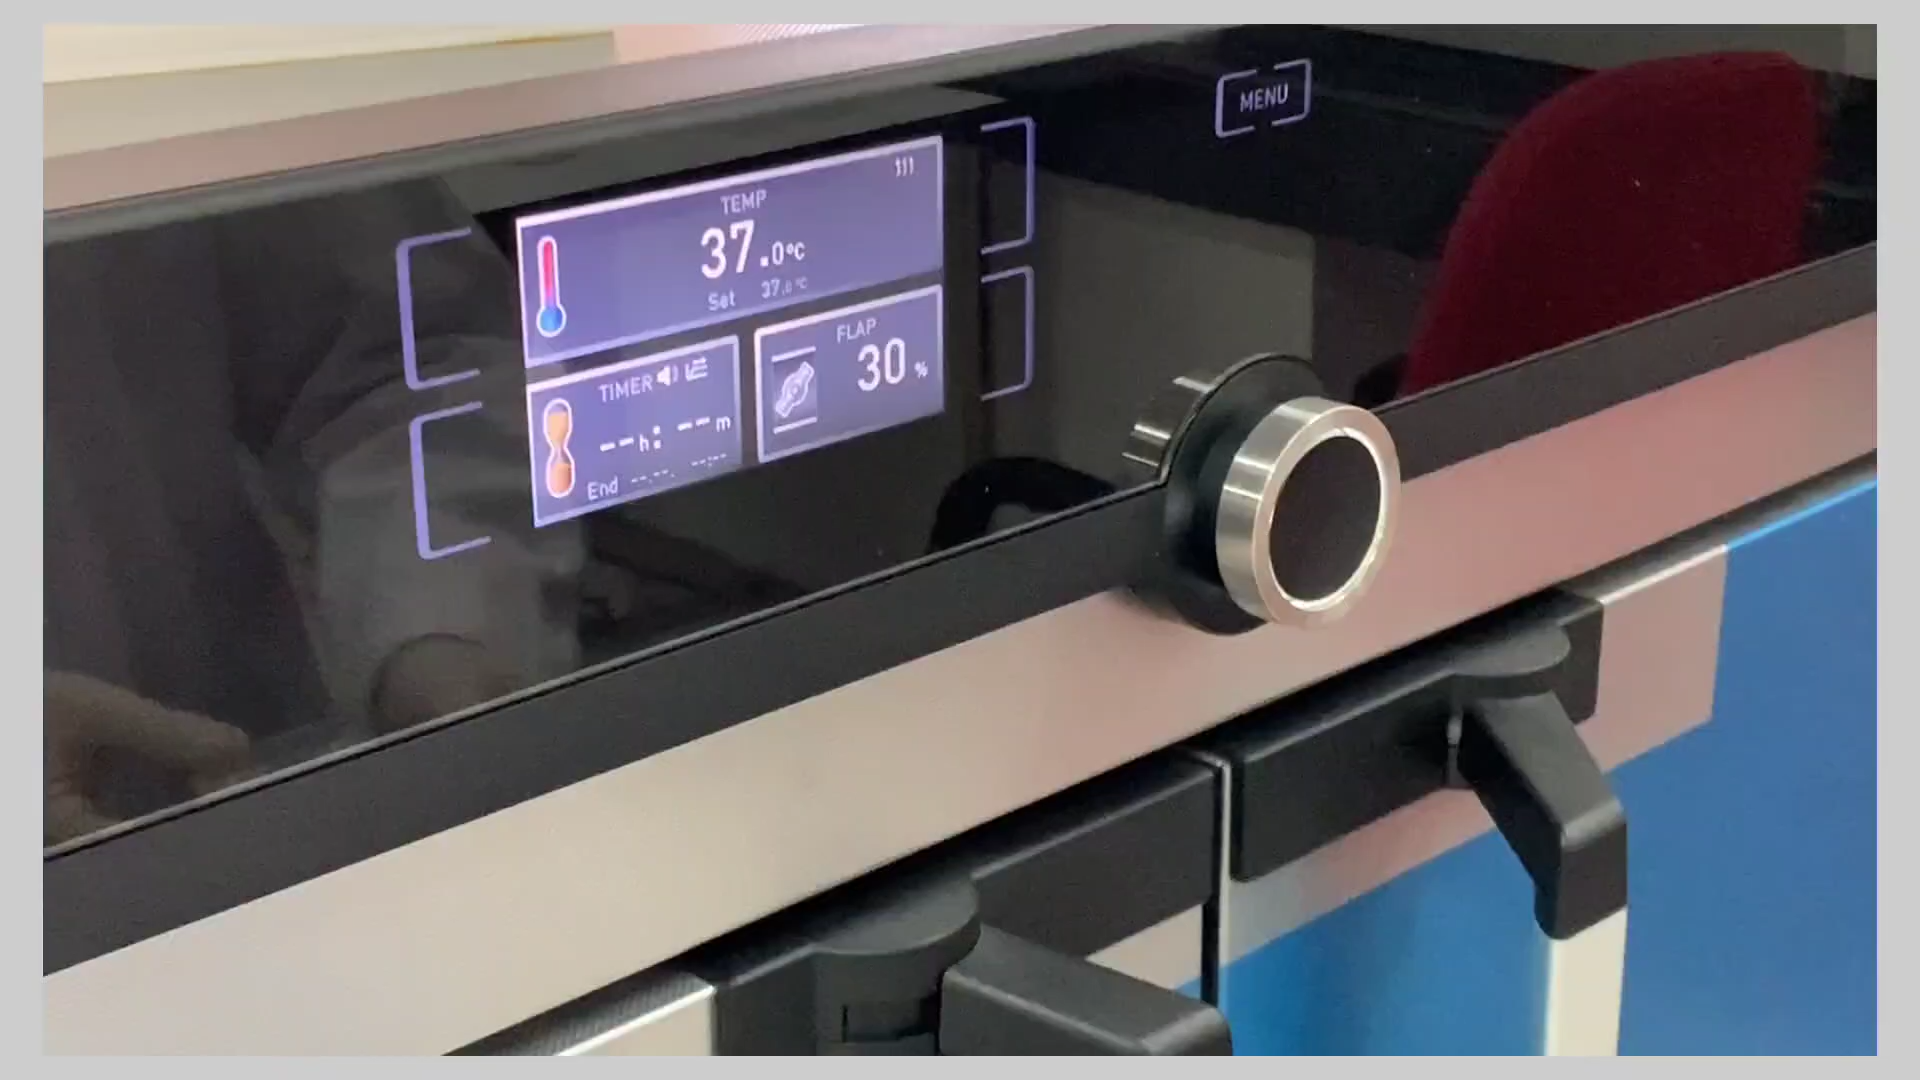 MENU
TEMP
37.0°C
Set 37.0°C
TIMER
--h:--m
End --.--. --:--
FLAP
30 %